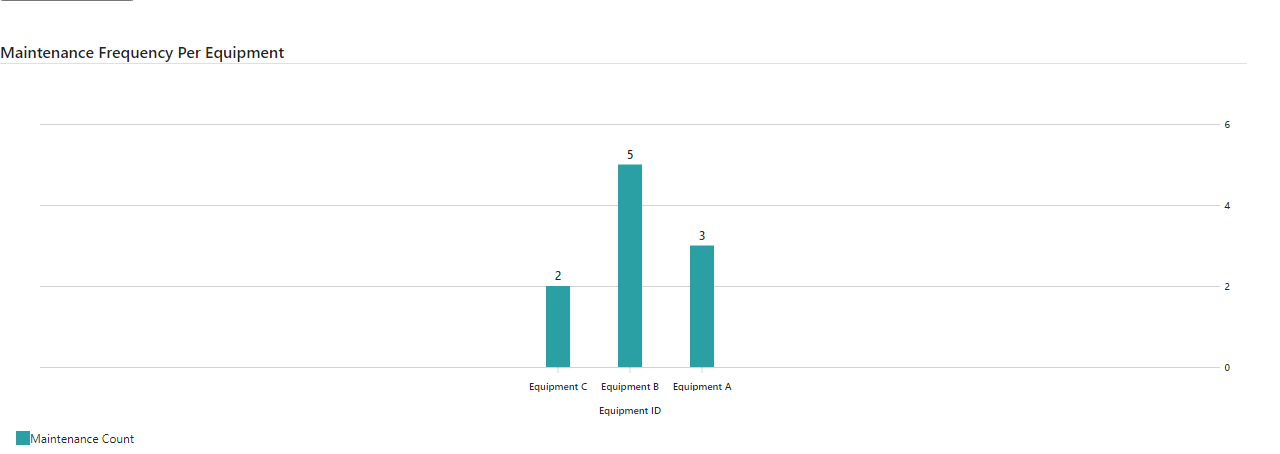 Maintenance Frequency Per Equipment
6
5
4
3
2
2
0
Equipment C Equipment B Equipment A
Equipment ID
Maintenance Count